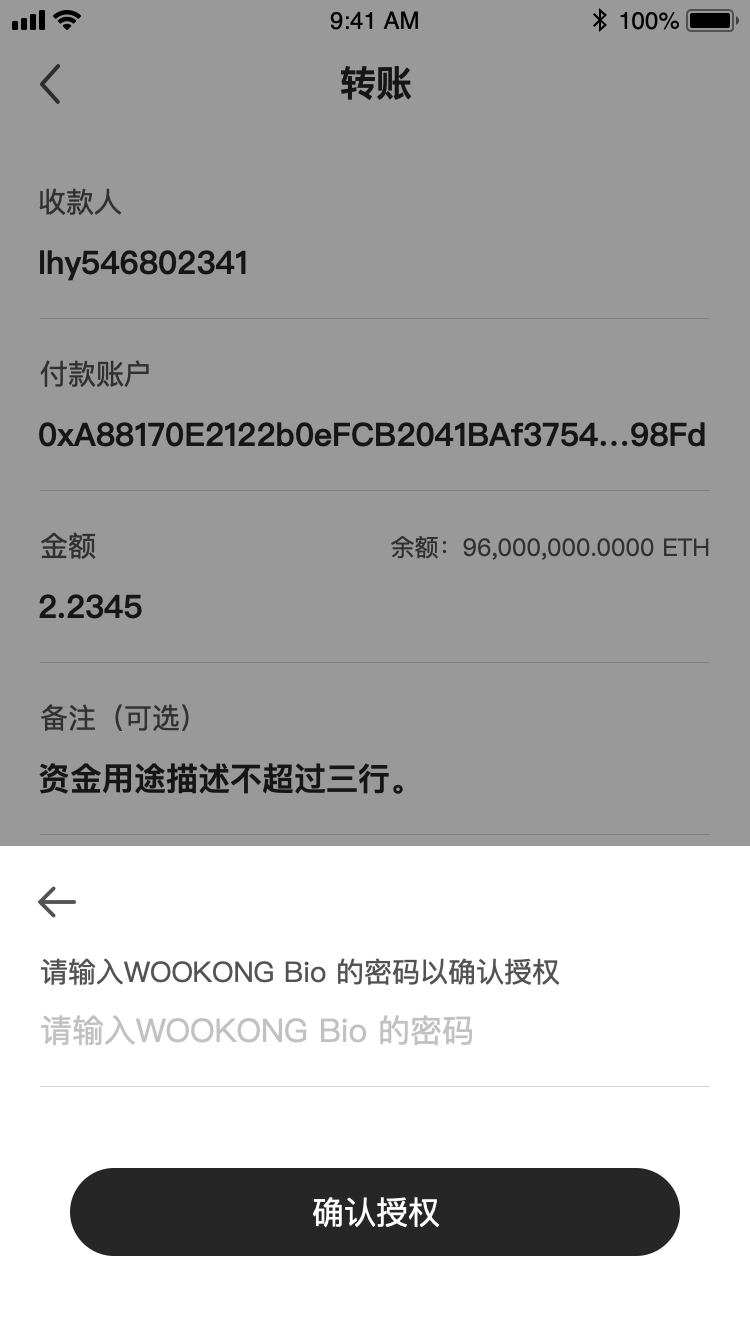 9:41 AM
100%
转账
收款人
lhy546802341
付款账户
0xA88170E2122b0eFCB2041BAf3754...98Fd
金额
余额：96,000,000.0000 ETH
2.2345
备注（可选）
资金用途描述不超过三行。
请输入WOOKONG Bio 的密码以确认授权
请输入WOOKONG Bio 的密码
确认授权